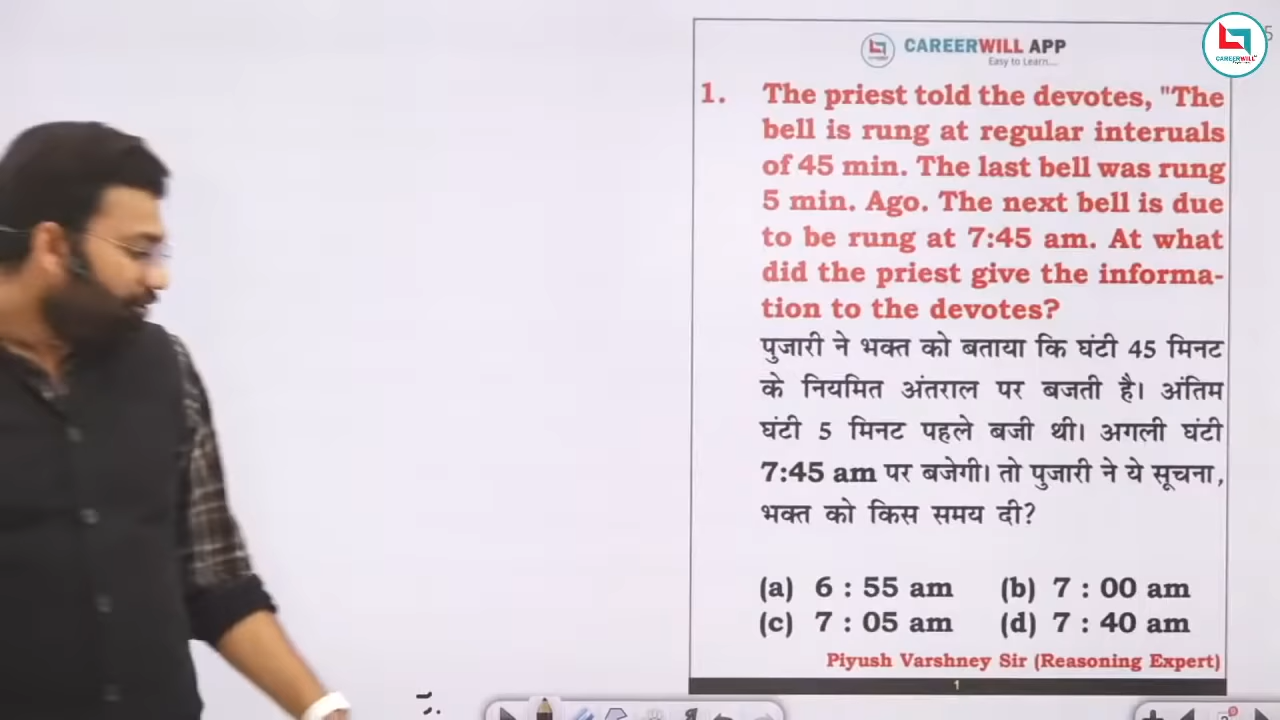 CAREERWILL APP
Easy to Learn....
CAREERWILL
5
1. The priest told the devotes, "The
bell is rung at regular interuals
of 45 min. The last bell was rung
5 min. Ago. The next bell is due
to be rung at 7:45 am. At what
did the priest give the informa-
tion to the devotes?
पुजारी ने भक्त को बताया कि घंटी 45 मिनट
के नियमित अंतराल पर बजती है। अंतिम
घंटी 5 मिनट पहले बजी थी। अगली घंटी
7:45 am पर बजेगी। तो पुजारी ने ये सूचना,
भक्त को किस समय दी?
(a) 6 : 55 am (b) 7 : 00 am
(c) 7 : 05 am (d) 7 : 40 am
Piyush Varshney Sir (Reasoning Expert)
1